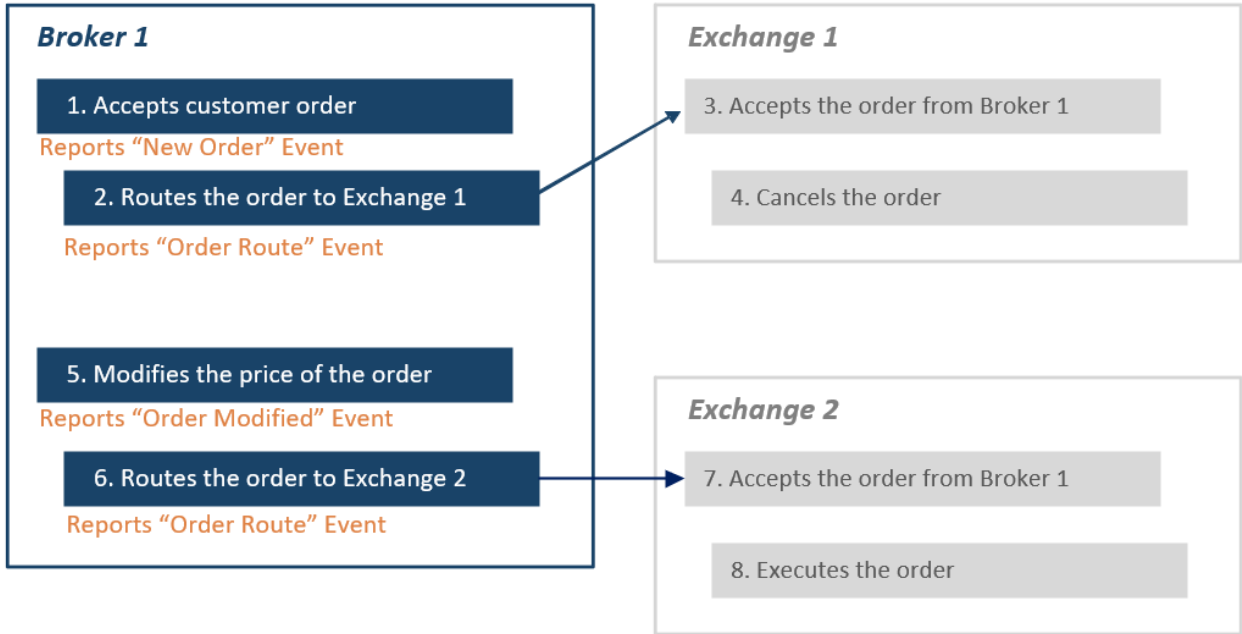 Broker 1
1. Accepts customer order
Reports “New Order” Event
2. Routes the order to Exchange 1
Reports “Order Route” Event
5. Modifies the price of the order
Reports “Order Modified” Event
6. Routes the order to Exchange 2
Reports “Order Route” Event
Exchange 1
3. Accepts the order from Broker 1
4. Cancels the order
Exchange 2
7. Accepts the order from Broker 1
8. Executes the order